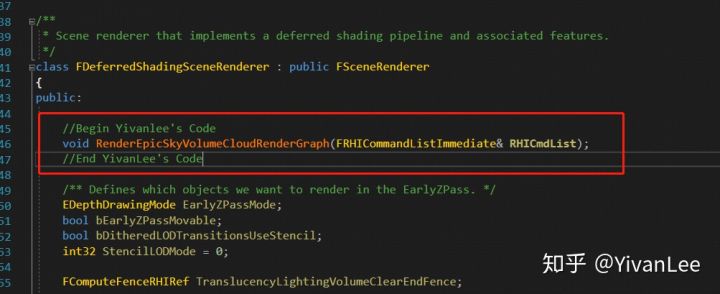 37
38 /**
39 * Scene renderer that implements a deferred shading pipeline and associated features.
40 */
41 class FDeferredShadingSceneRenderer : public FSceneRenderer
42 {
43 public:
44
45 //Begin Yivanlee's Code
46 void RenderEpicSkyVolumeCloudRenderGraph(FRHICommandListImmediate& RHICmdList);
47 //End YivanLee's Code
48
49 /** Defines which objects we want to render in the EarlyZPass. */
50 EDepthDrawingMode EarlyZPassMode;
51 bool bEarlyZPassMovable;
52 bool bDitheredLODTransitionsUseStencil;
53 int32 StencilLODMode = 0;
54
55 FComputeFenceRHIRef TranslucencyLightingVolumeClearEndFence;
知乎 @YivanLee